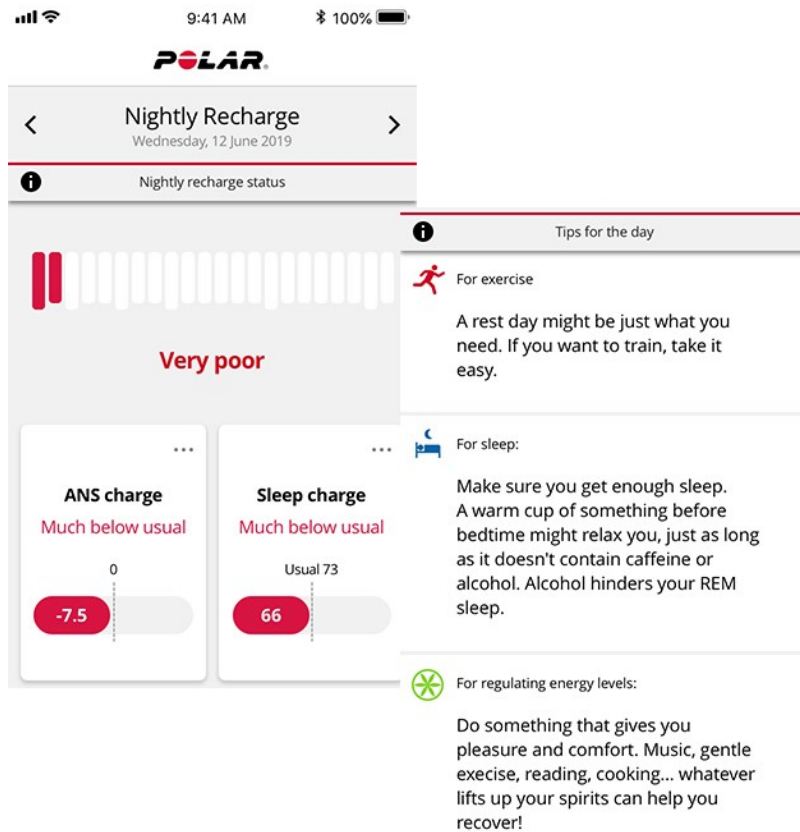 9:41 AM
100%
POLAR.
Nightly Recharge
Wednesday, 12 June 2019
Nightly recharge status
Very poor
ANS charge
Much below usual
0
-7.5
Sleep charge
Much below usual
Usual 73
66
Tips for the day
For exercise
A rest day might be just what you
need. If you want to train, take it
easy.
For sleep:
Make sure you get enough sleep.
A warm cup of something before
bedtime might relax you, just as long
as it doesn't contain caffeine or
alcohol. Alcohol hinders your REM
sleep.
For regulating energy levels:
Do something that gives you
pleasure and comfort. Music, gentle
execise, reading, cooking... whatever
lifts up your spirits can help you
recover!